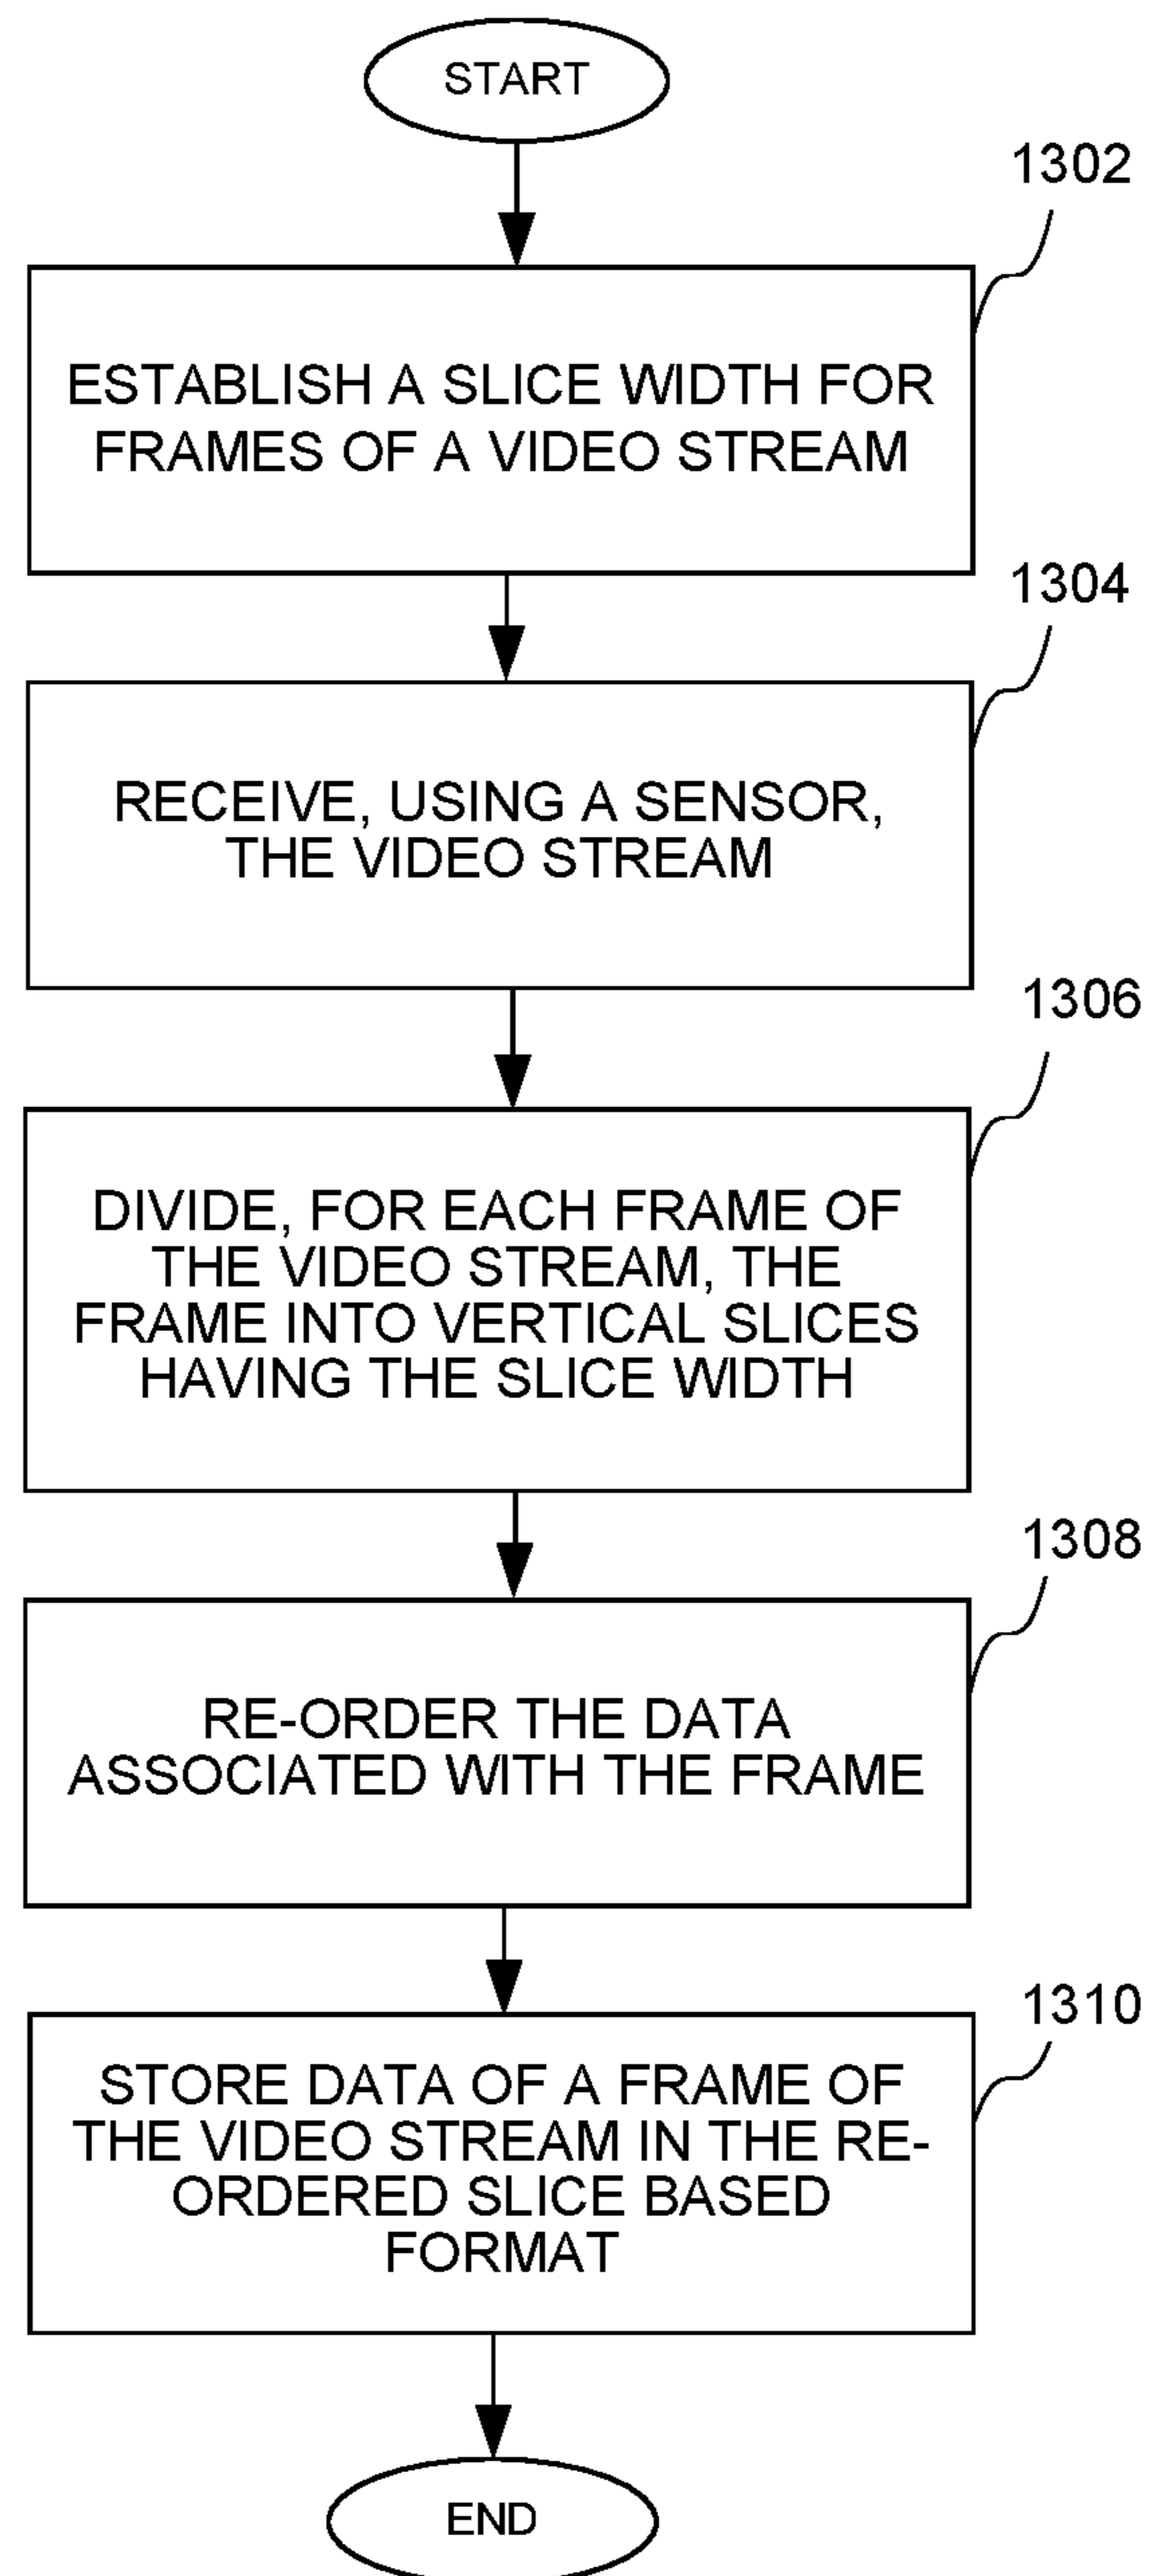 START
1302
ESTABLISH A SLICE WIDTH FOR
FRAMES OF A VIDEO STREAM
1304
RECEIVE, USING A SENSOR,
THE VIDEO STREAM
1306
DIVIDE, FOR EACH FRAME OF
THE VIDEO STREAM, THE
FRAME INTO VERTICAL SLICES
HAVING THE SLICE WIDTH
1308
RE-ORDER THE DATA
ASSOCIATED WITH THE FRAME
1310
STORE DATA OF A FRAME OF
THE VIDEO STREAM IN THE RE-
ORDERED SLICE BASED
FORMAT
END